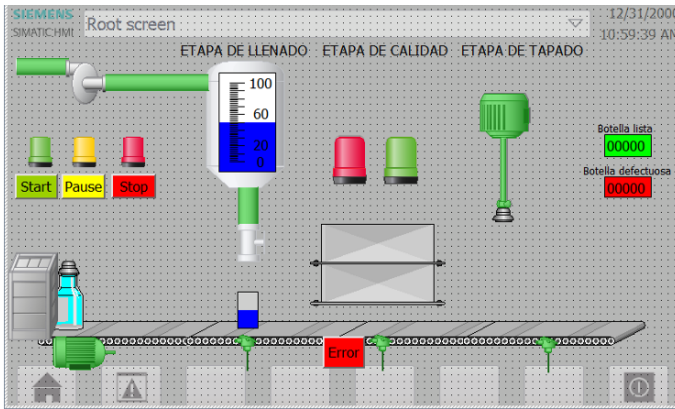 SIEMENS
SIMATIC HMI
Root screen
12/31/2000
10:59:39 AM
ETAPA DE LLENADO
ETAPA DE CALIDAD
ETAPA DE TAPADO
100
60
20
0
Botella lista
00000
Botella defectuosa
00000
Start
Pause
Stop
Error